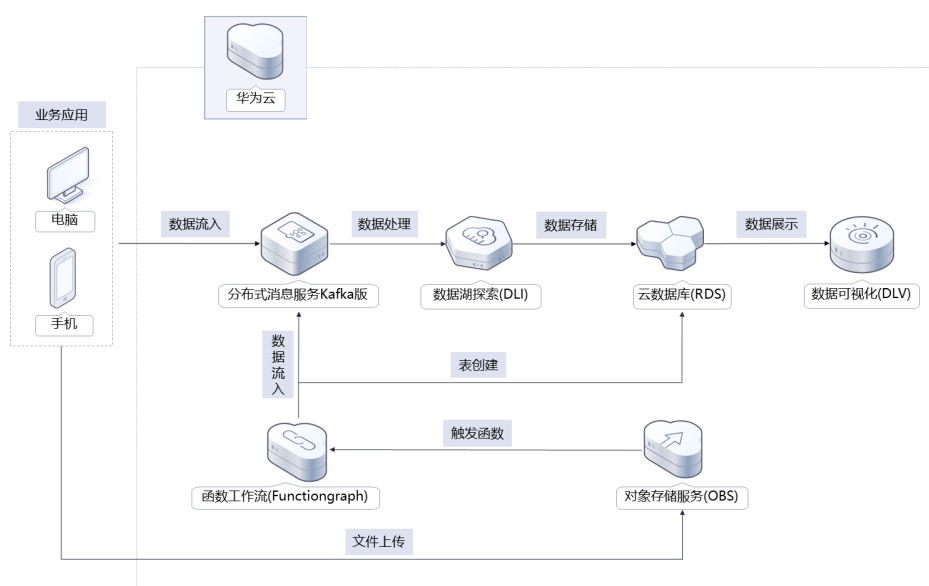 华为云
业务应用
电脑
手机
数据流入
数据处理
数据存储
数据展示
分布式消息服务Kafka版
数据湖探索(DLI)
云数据库(RDS)
数据可视化(DLV)
数
据
流
入
表创建
触发函数
函数工作流(Functiongraph)
对象存储服务(OBS)
文件上传